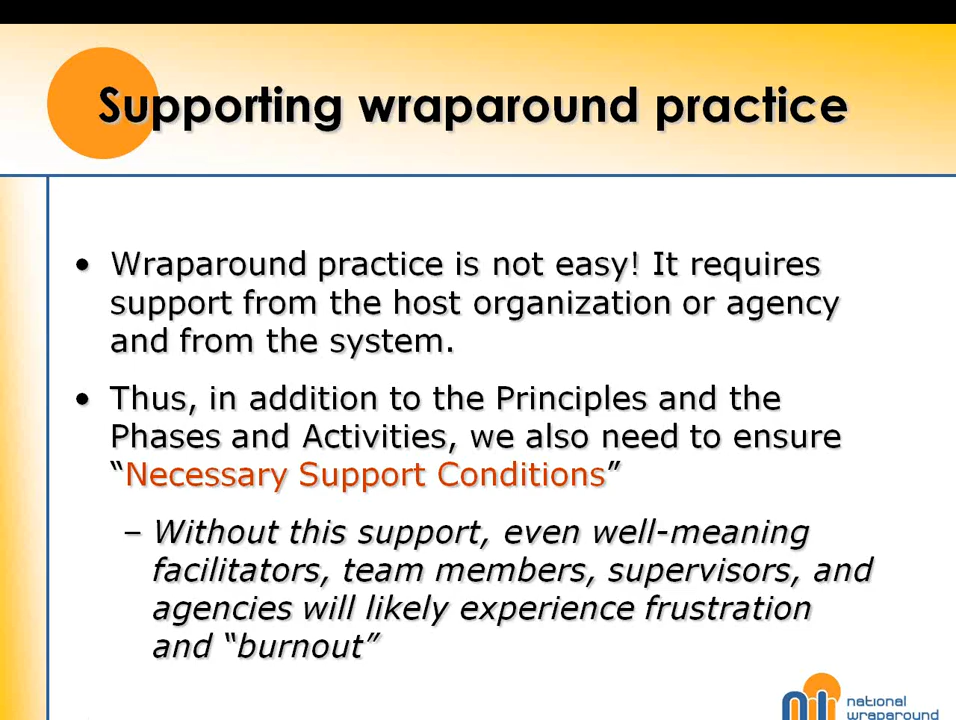 Supporting wraparound practice
• Wraparound practice is not easy! It requires
support from the host organization or agency
and from the system.
• Thus, in addition to the Principles and the
Phases and Activities, we also need to ensure
“Necessary Support Conditions”
– Without this support, even well-meaning
facilitators, team members, supervisors, and
agencies will likely experience frustration
and “burnout”
national
wraparound